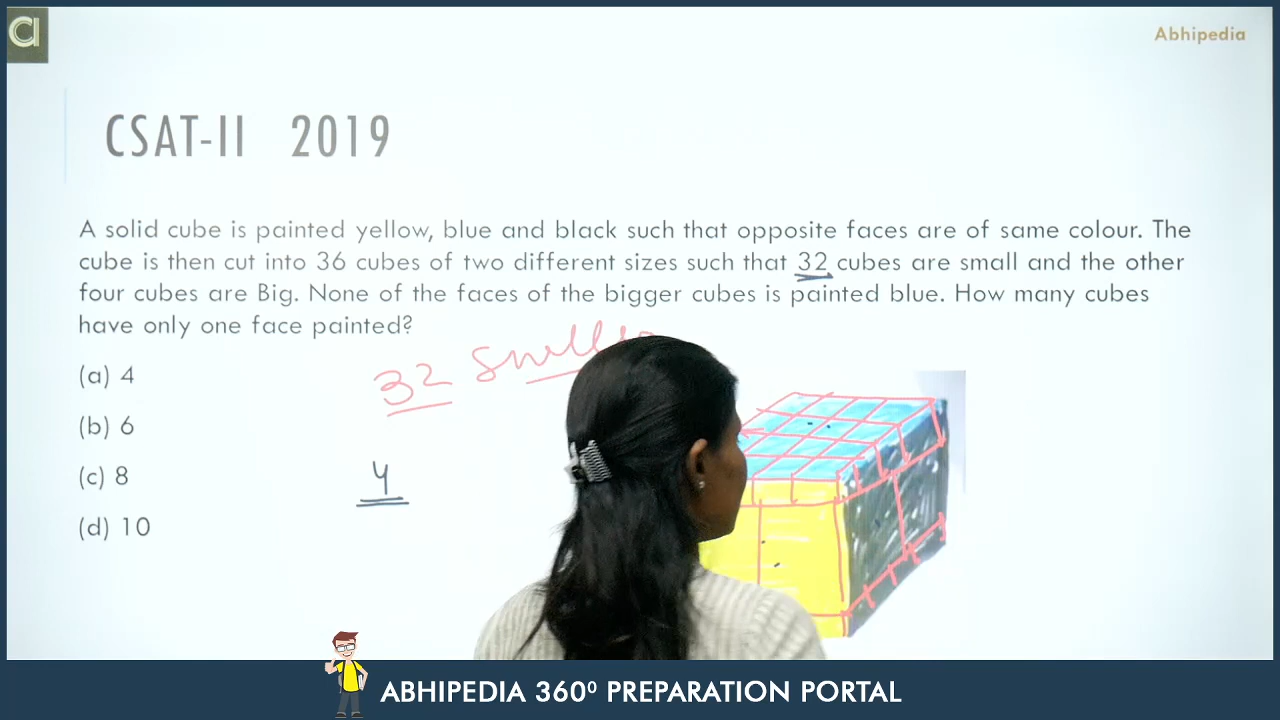 a
Abhipedia
CSAT-II 2019
A solid cube is painted yellow, blue and black such that opposite faces are of same colour. The
cube is then cut into 36 cubes of two different sizes such that 32 cubes are small and the other
four cubes are Big. None of the faces of the bigger cubes is painted blue. How many cubes
have only one face painted?
(a) 4
32
(b) 6
(c) 8
4
(d) 10
ABHIPEDIA 360⁰ PREPARATION PORTAL